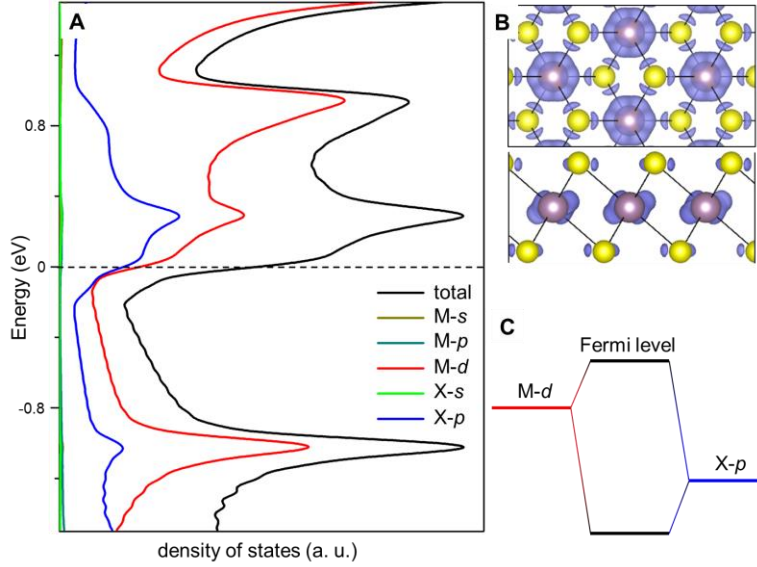 A
B
0.8
0
-0.8
Energy (eV)
total
M-s
M-p
M-d
X-s
X-p
density of states (a. u.)
C
Fermi level
M-d
X-p